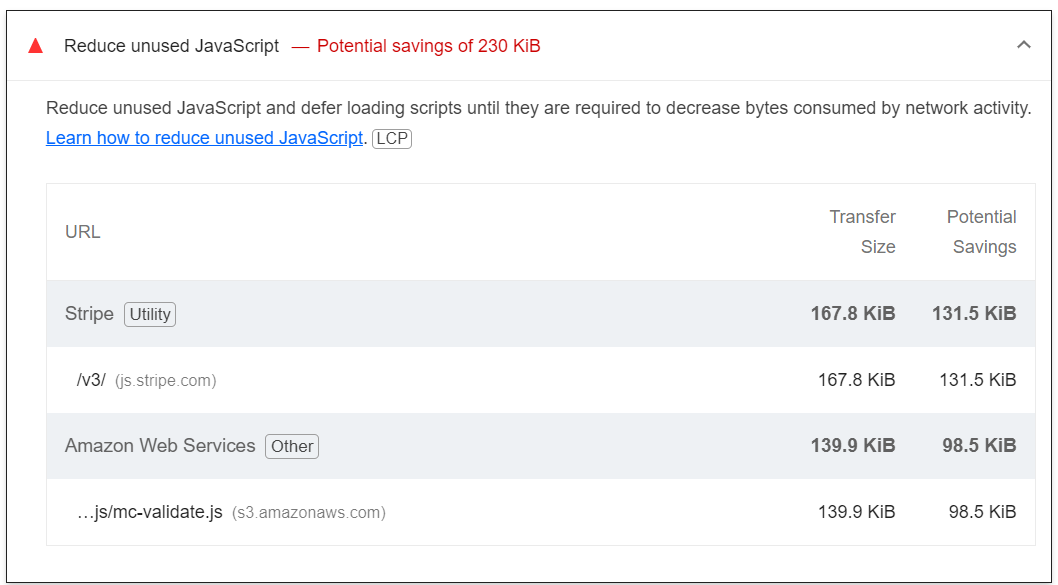 Reduce unused JavaScript — Potential savings of 230 KiB
Reduce unused JavaScript and defer loading scripts until they are required to decrease bytes consumed by network activity.
Learn how to reduce unused JavaScript. LCP
URL Transfer Size Potential Savings
Stripe Utility 167.8 KiB 131.5 KiB
/v3/ (js.stripe.com) 167.8 KiB 131.5 KiB
Amazon Web Services Other 139.9 KiB 98.5 KiB
…js/mc-validate.js (s3.amazonaws.com) 139.9 KiB 98.5 KiB